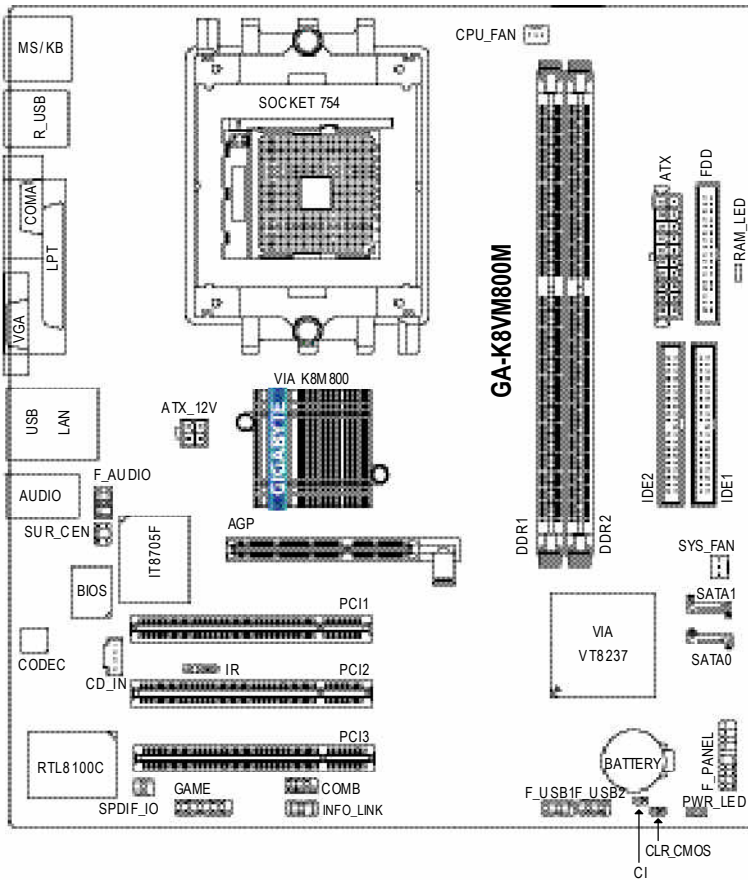 CPU_FAN
MS/KB
SOCKET 754
R_USB
ATX
FDD
COMA
LPT
RAM_LED
VGA
GA-K8VM800M
VIA K8M800
ATX_12V
GIGABYTE
USB
LAN
IDE2
IDE1
F_AUDIO
AUDIO
SUR_CEN
IT8705F
AGP
DDR1
DDR2
SYS_FAN
BIOS
SATA1
PCI1
VIA
VT8237
CODEC
CD_IN
IR
PCI2
SATA0
PCI3
RTL8100C
BATTERY
F_PANEL
SPDIF_IO
GAME
COMB
INFO_LINK
F_USB1
F_USB2
PWR_LED
CLR_CMOS
CI